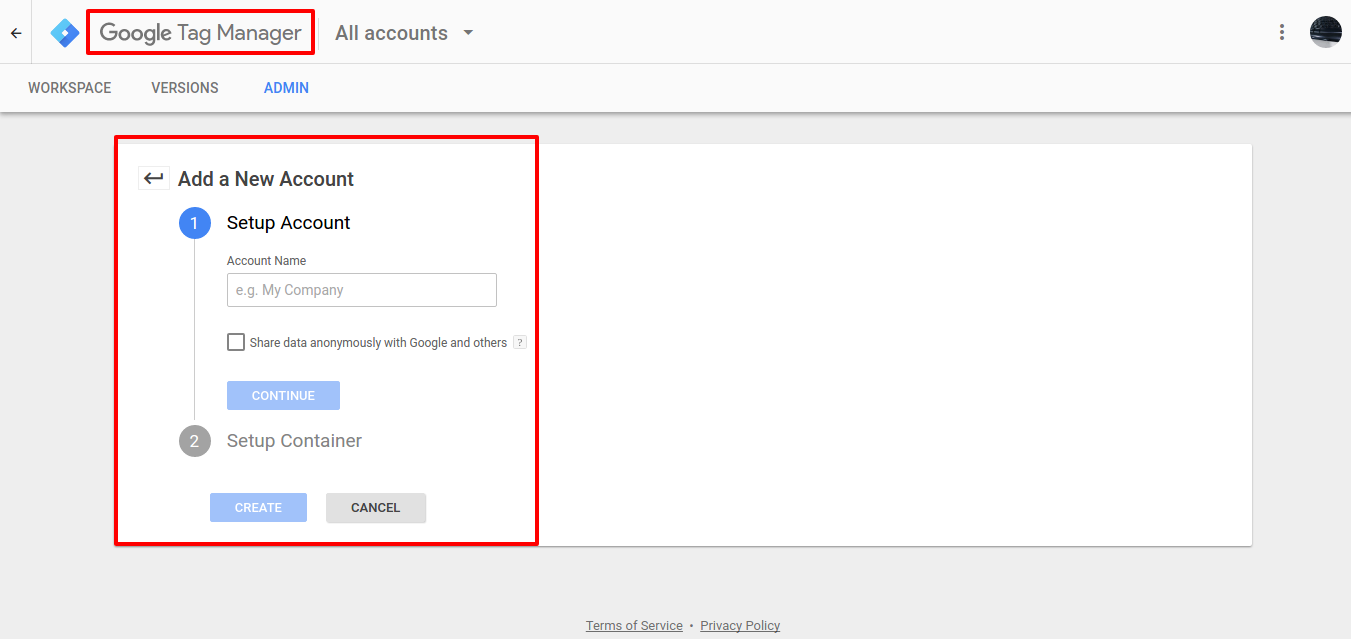 Google Tag Manager All accounts
WORKSPACE VERSIONS ADMIN
Add a New Account
1 Setup Account
Account Name
e.g. My Company
Share data anonymously with Google and others ?
CONTINUE
2 Setup Container
CREATE CANCEL
Terms of Service • Privacy Policy